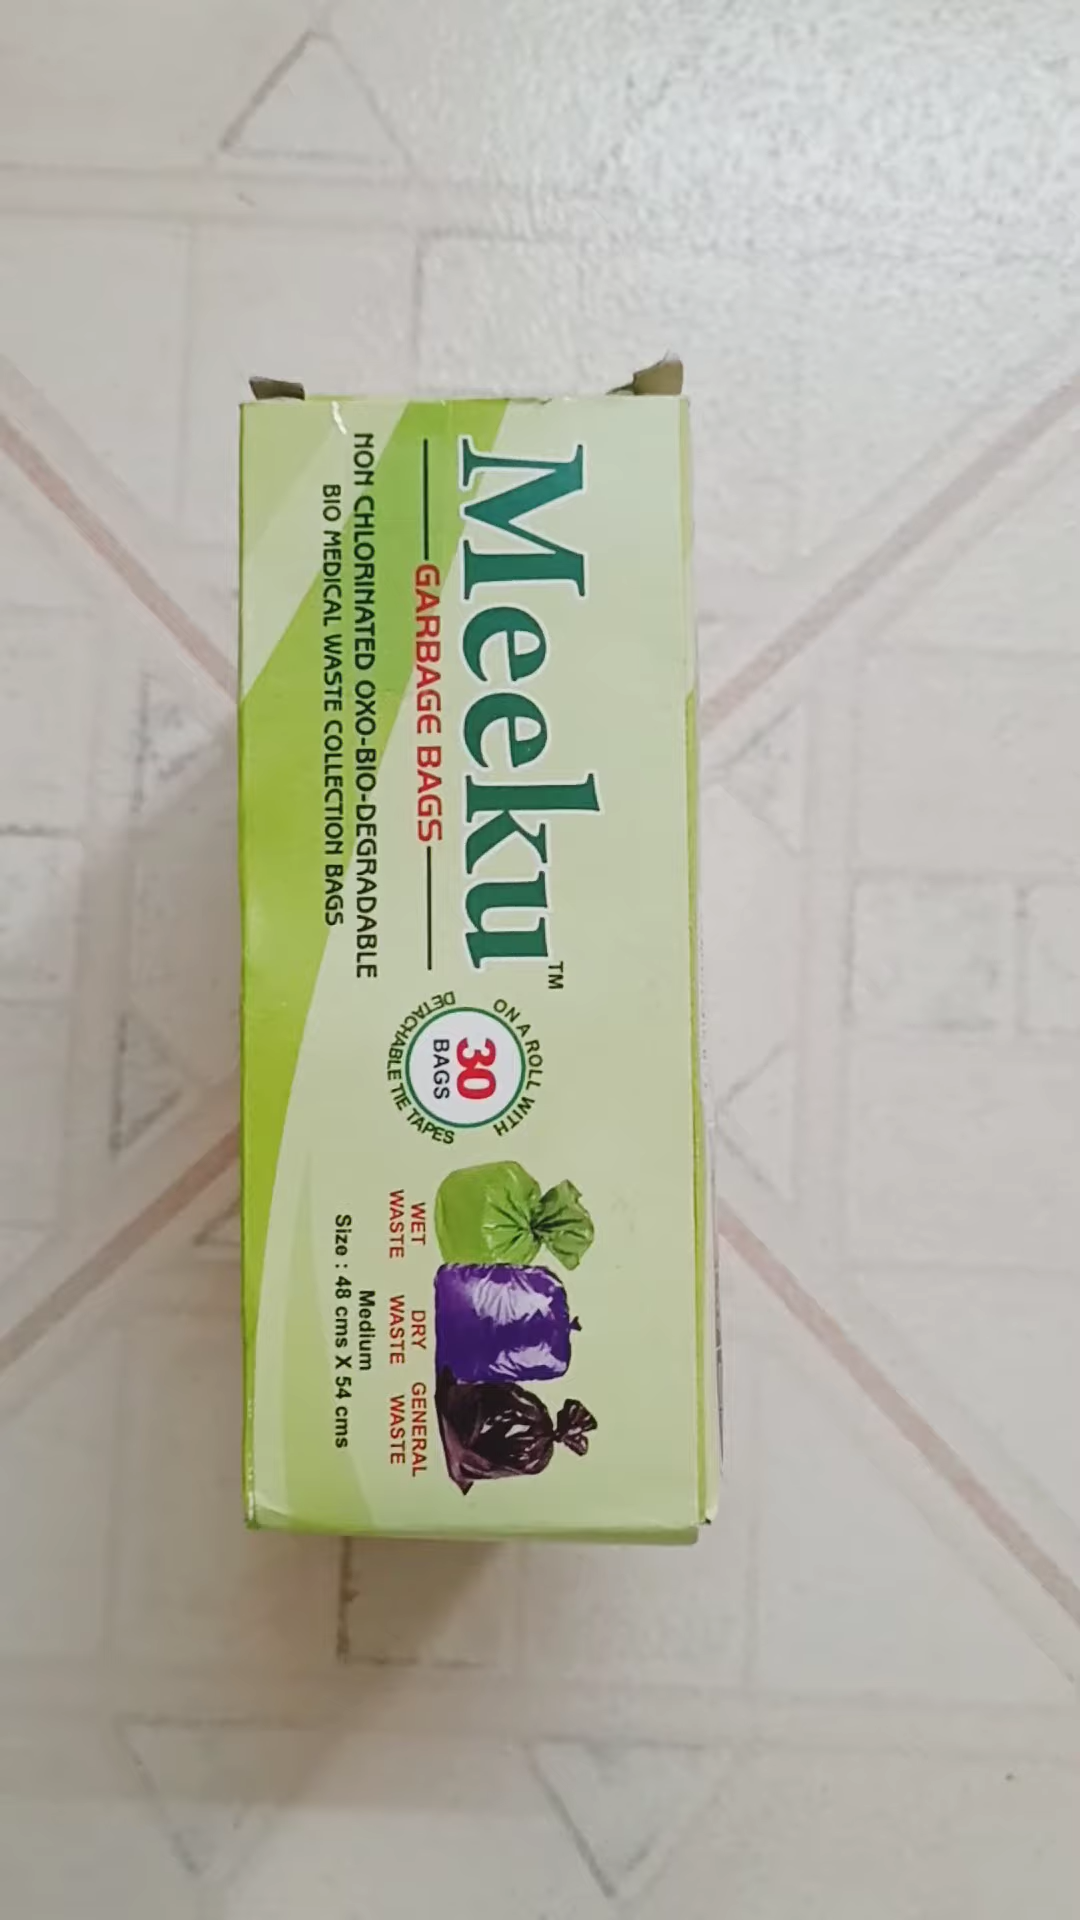 Meeku™
GARBAGE BAGS
NON CHLORINATED OXO-BIO-DEGRADABLE
BIO MEDICAL WASTE COLLECTION BAGS
ON A ROLL WITH
30
BAGS
DETACHABLE TIE TAPES
WET
WASTE
DRY
WASTE
GENERAL
WASTE
Medium
Size : 48 cms X 54 cms